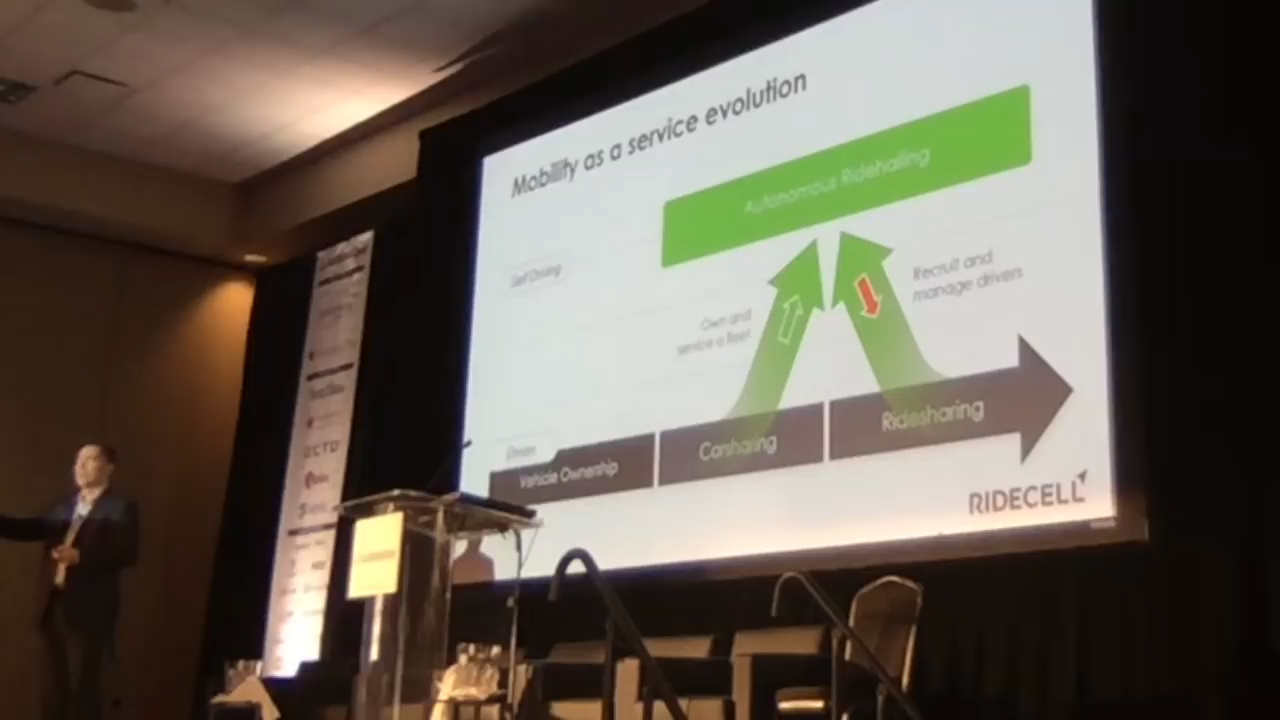 Mobility as a service evolution
Autonomous Ridehailing
Self Driving
Recruit and
manage drivers
Own and
service a fleet
Driven
Vehicle Ownership
Carsharing
Ridesharing
RIDECELL
OCTO